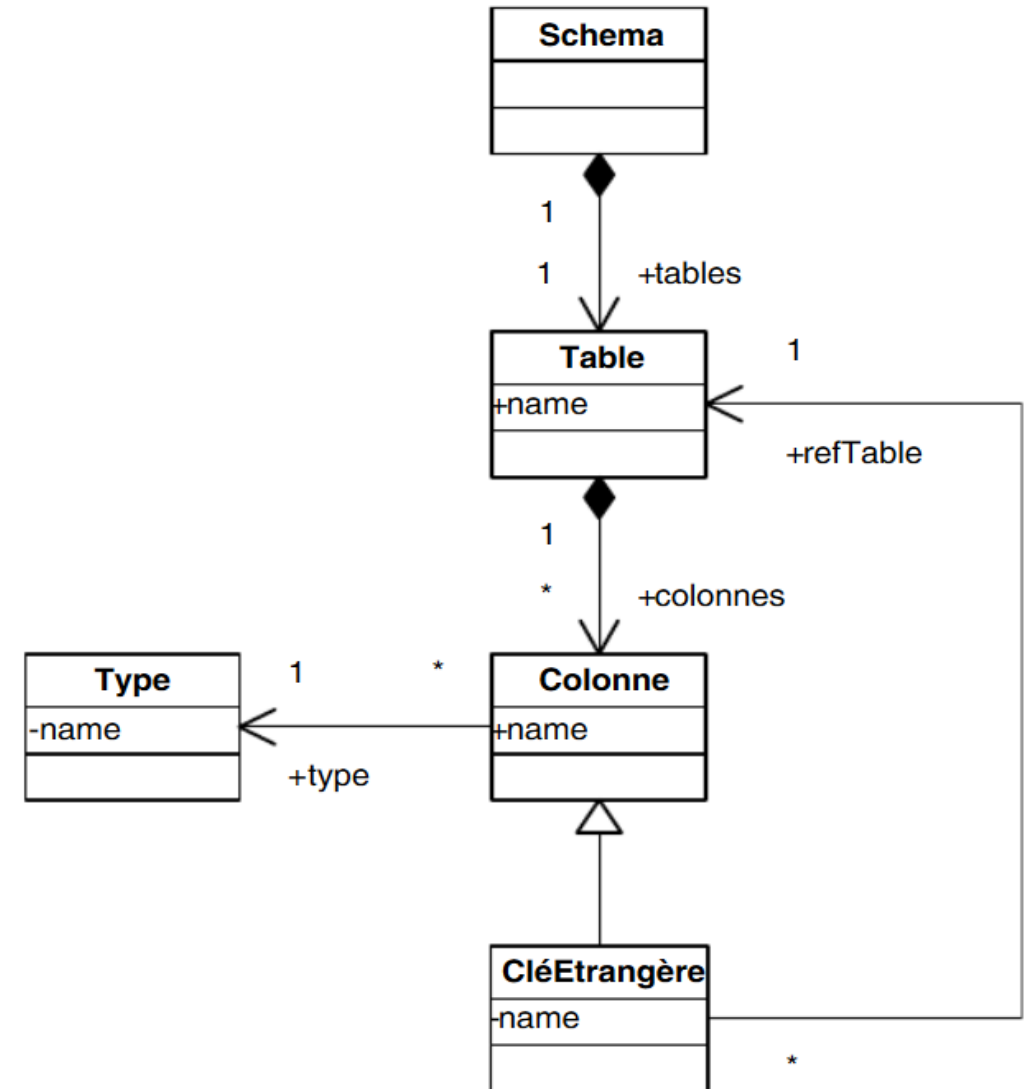 Schema
1
1 +tables
Table
+name
1
+refTable
1
* +colonnes
Type
-name
1 *
+type
Colonne
+name
CléEtrangère
-name
*